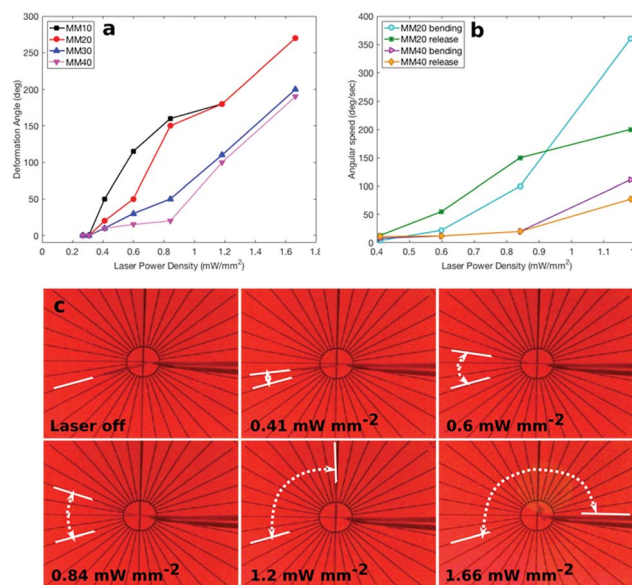 a
MM10
MM20
MM30
MM40
Deformation Angle (deg)
300
250
200
150
100
50
0
0 0.2 0.4 0.6 0.8 1 1.2 1.4 1.6 1.8
Laser Power Density (mW/mm²)
b
MM20 bending
MM20 release
MM40 bending
MM40 release
Angular speed (deg/sec)
400
350
300
250
200
150
100
50
0
0.4 0.5 0.6 0.7 0.8 0.9 1 1.1
Laser Power Density (mW/mm²)
c
Laser off
0.41 mW mm⁻²
0.6 mW mm⁻²
0.84 mW mm⁻²
1.2 mW mm⁻²
1.66 mW mm⁻²